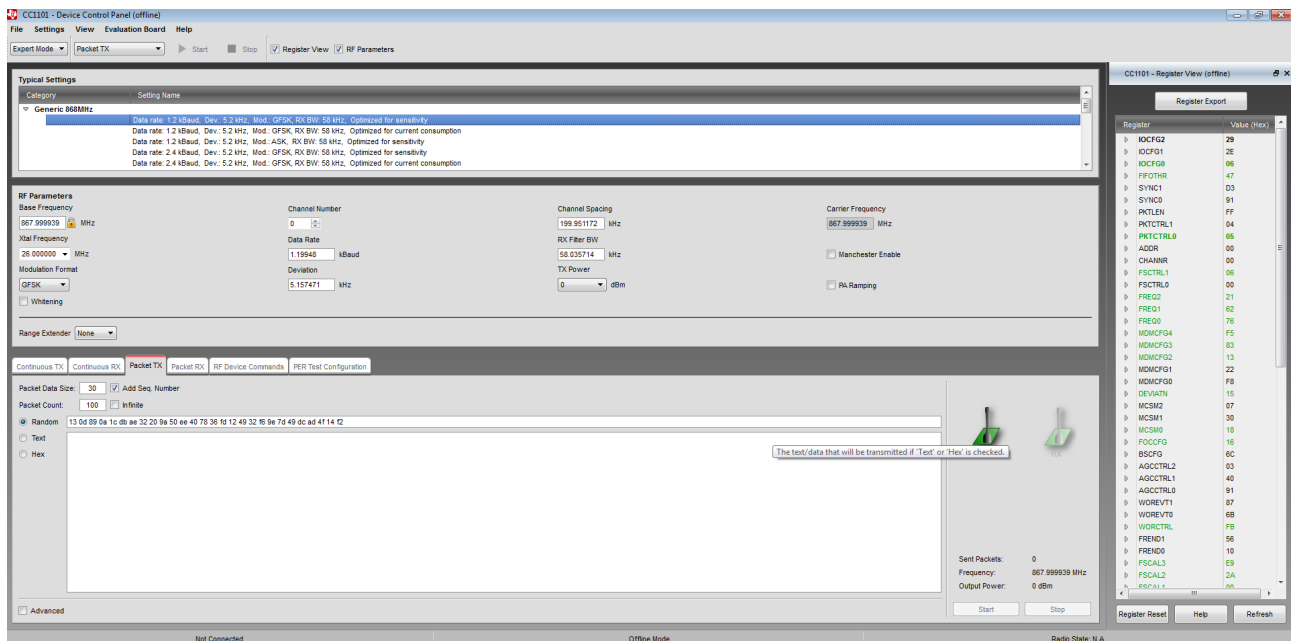 CC1101 - Device Control Panel (offline)
File Settings View Evaluation Board Help
Expert Mode Packet TX Start Stop Register View RF Parameters
Typical Settings
Category Setting Name
Generic 868MHz
Data rate: 1.2 kBaud, Dev.: 5.2 kHz, Mod.: GFSK, RX BW: 58 kHz, Optimized for sensitivity
Data rate: 1.2 kBaud, Dev.: 5.2 kHz, Mod.: GFSK, RX BW: 58 kHz, Optimized for current consumption
Data rate: 1.2 kBaud, Dev.: 5.2 kHz, Mod.: ASK, RX BW: 58 kHz, Optimized for sensitivity
Data rate: 2.4 kBaud, Dev.: 5.2 kHz, Mod.: GFSK, RX BW: 58 kHz, Optimized for sensitivity
Data rate: 2.4 kBaud, Dev.: 5.2 kHz, Mod.: GFSK, RX BW: 58 kHz, Optimized for current consumption
RF Parameters
Base Frequency Channel Number Channel Spacing Carrier Frequency
867.999939 MHz 0 199.951172 kHz 867.999939 MHz
Xtal Frequency Data Rate RX Filter BW
26.000000 MHz 1.19948 kBaud 58.035714 kHz Manchester Enable
Modulation Format Deviation TX Power
GFSK 5.157471 kHz 0 dBm PA Ramping
Whitening
Range Extender None
Continuous TX Continuous RX Packet TX Packet RX RF Device Commands PER Test Configuration
Packet Data Size: 30 Add Seq. Number
Packet Count: 100 Infinite
Random 13 0d 89 0a 1c db ae 32 20 9a 50 ee 40 78 36 fd 12 49 32 f6 9e 7d 49 dc ad 4f 14 f2
Text
Hex
The text/data that will be transmitted if 'Text' or 'Hex' is checked.
RX
Sent Packets: 0
Frequency: 867.999939 MHz
Output Power: 0 dBm
Advanced
Start Stop
CC1101 - Register View (offline)
Register Export
Register Value (Hex)
IOCFG2 29
IOCFG1 2E
IOCFG0 06
FIFOTHR 47
SYNC1 D3
SYNC0 91
PKTLEN FF
PKTCTRL1 04
PKTCTRL0 05
ADDR 00
CHANNR 00
FSCTRL1 06
FSCTRL0 00
FREQ2 21
FREQ1 62
FREQ0 76
MDMCFG4 F5
MDMCFG3 83
MDMCFG2 13
MDMCFG1 22
MDMCFG0 F8
DEVIATN 15
MCSM2 07
MCSM1 30
MCSM0 18
FOCCFG 16
BSCFG 6C
AGCCTRL2 03
AGCCTRL1 40
AGCCTRL0 91
WOREVT1 87
WOREVT0 6B
WORCTRL FB
FREND1 56
FREND0 10
FSCAL3 E9
FSCAL2 2A
FSCAL1 00
Register Reset Help Refresh
Not Connected Offline Mode Radio State: N.A.